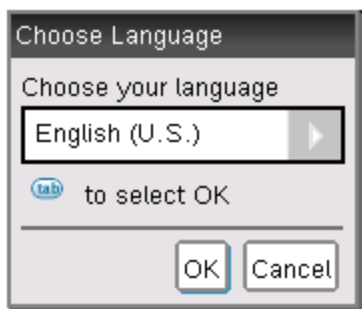 Choose Language
Choose your language
English (U.S.)
tab to select OK
OK Cancel